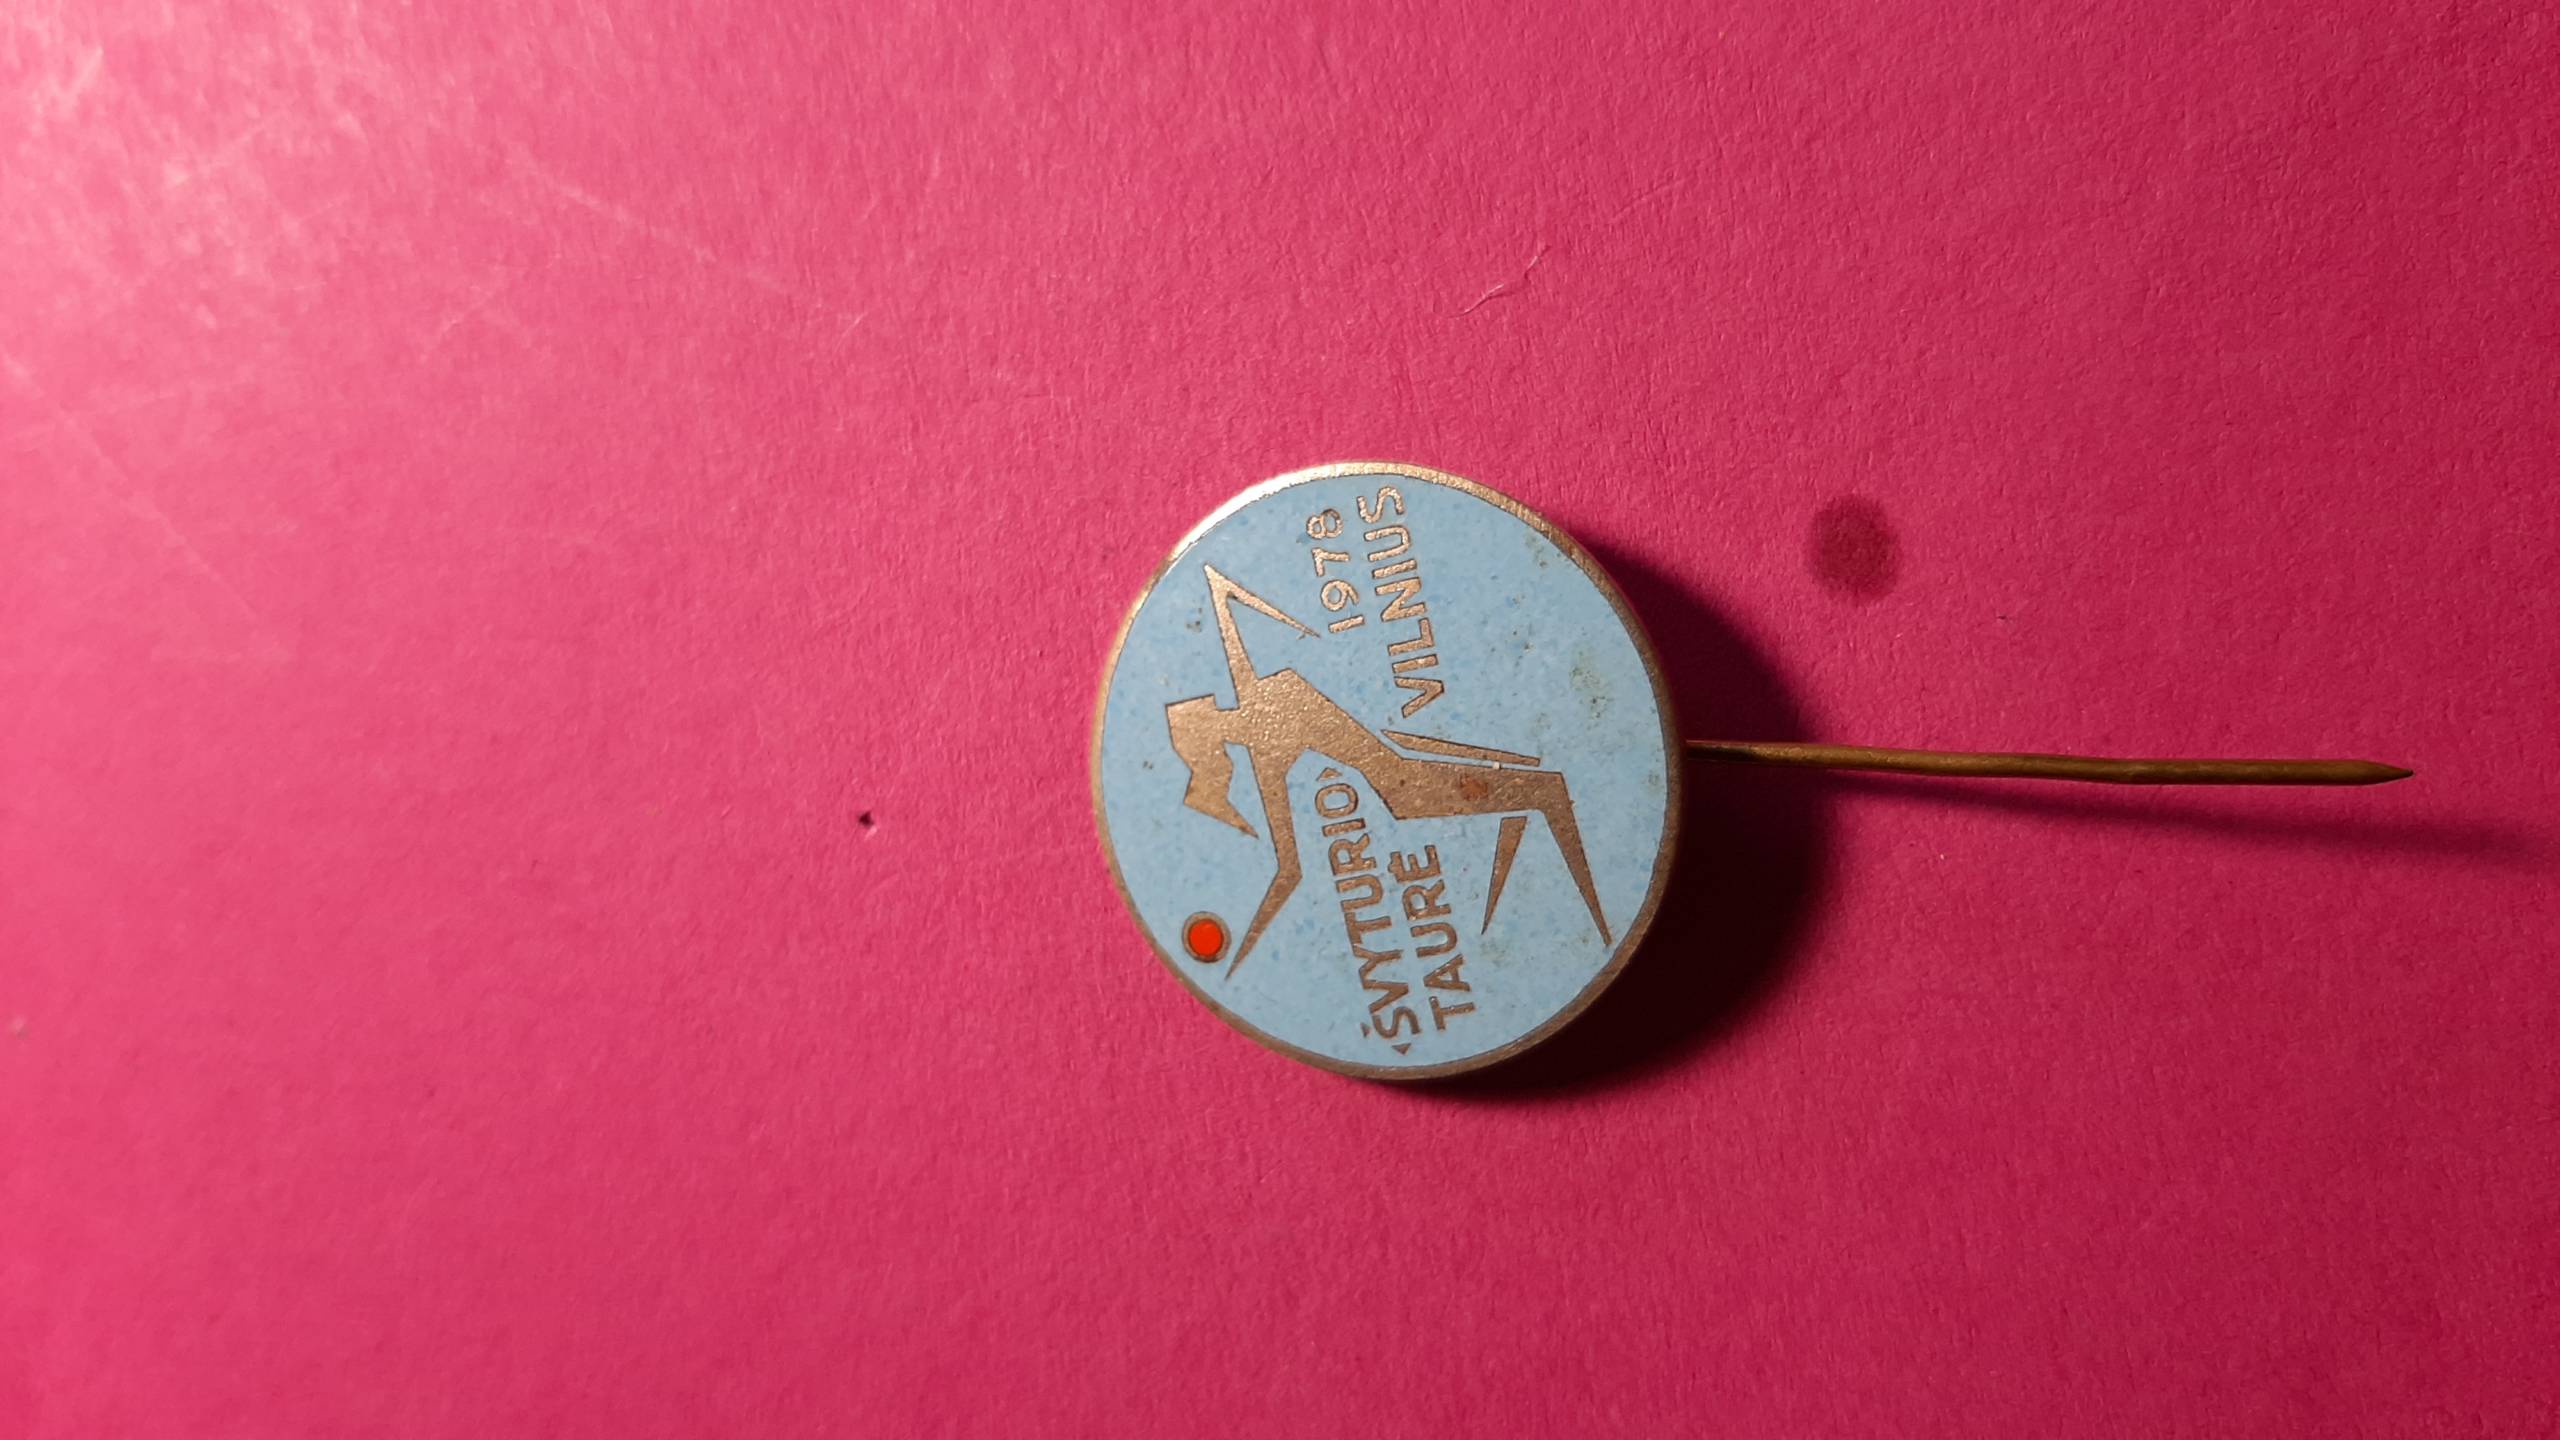 ‹ŠVYTURIO›
TAURĖ
1978
VILNIUS